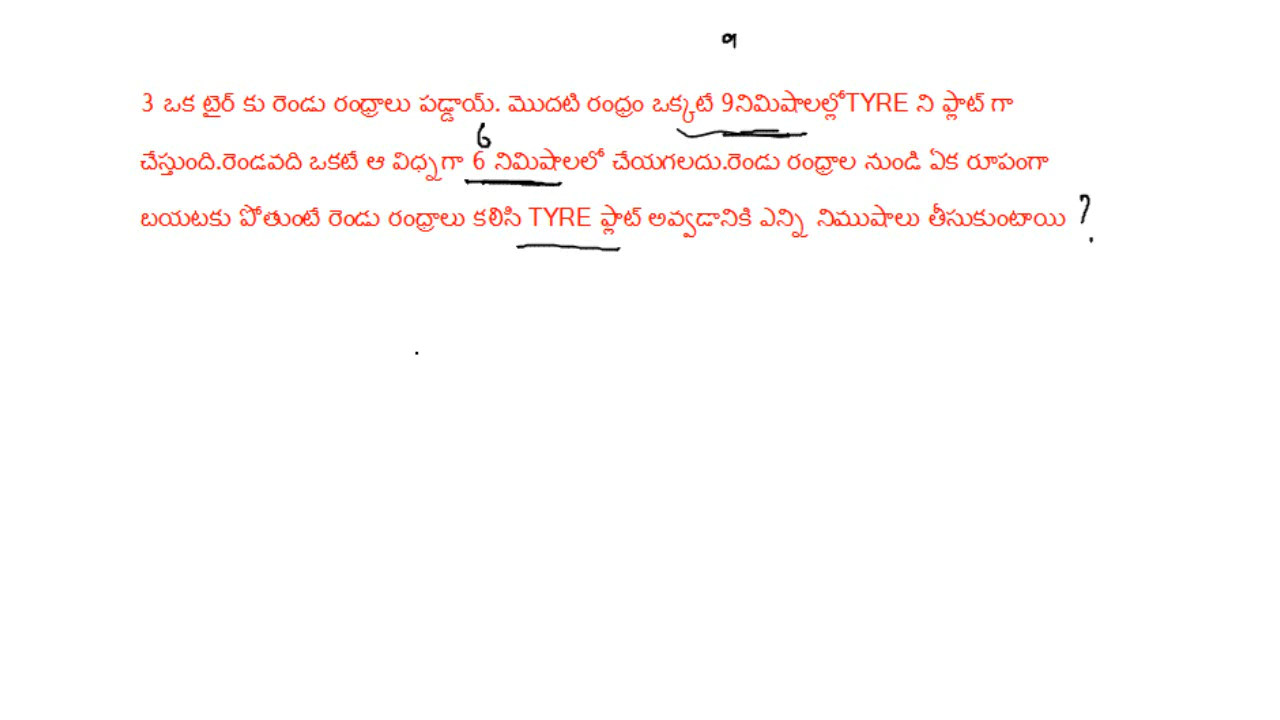 9
3 ఒక టైర్ కు రెండు రంధ్రాలు పడ్డాయ్. మొదటి రంధ్రం ఒక్కటే 9నిమిషాలల్లోTYRE ని ఫ్లాట్ గా
6
చేస్తుంది.రెండవది ఒకటే ఆ విధ్నగా 6 నిమిషాలలో చేయగలదు.రెండు రంధ్రాల నుండి ఏక రూపంగా
బయటకు పోతుంటే రెండు రంధ్రాలు కలిసి TYRE ఫ్లాట్ అవ్వడానికి ఎన్ని నిముషాలు తీసుకుంటాయి ?